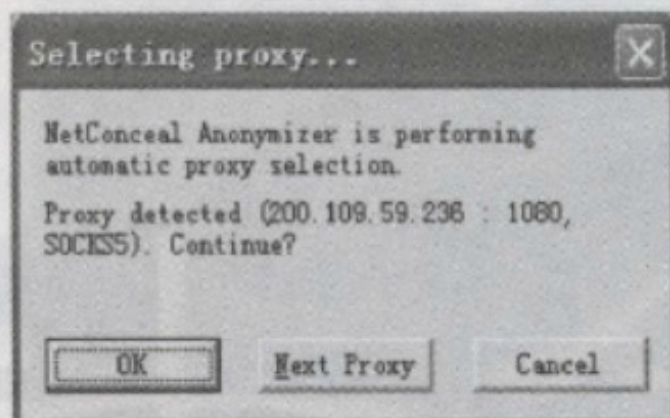 Selecting proxy...
NetConceal Anonymizer is performing
automatic proxy selection.
Proxy detected (200.109.59.236 : 1080,
SOCKS5). Continue?
OK
Next Proxy
Cancel